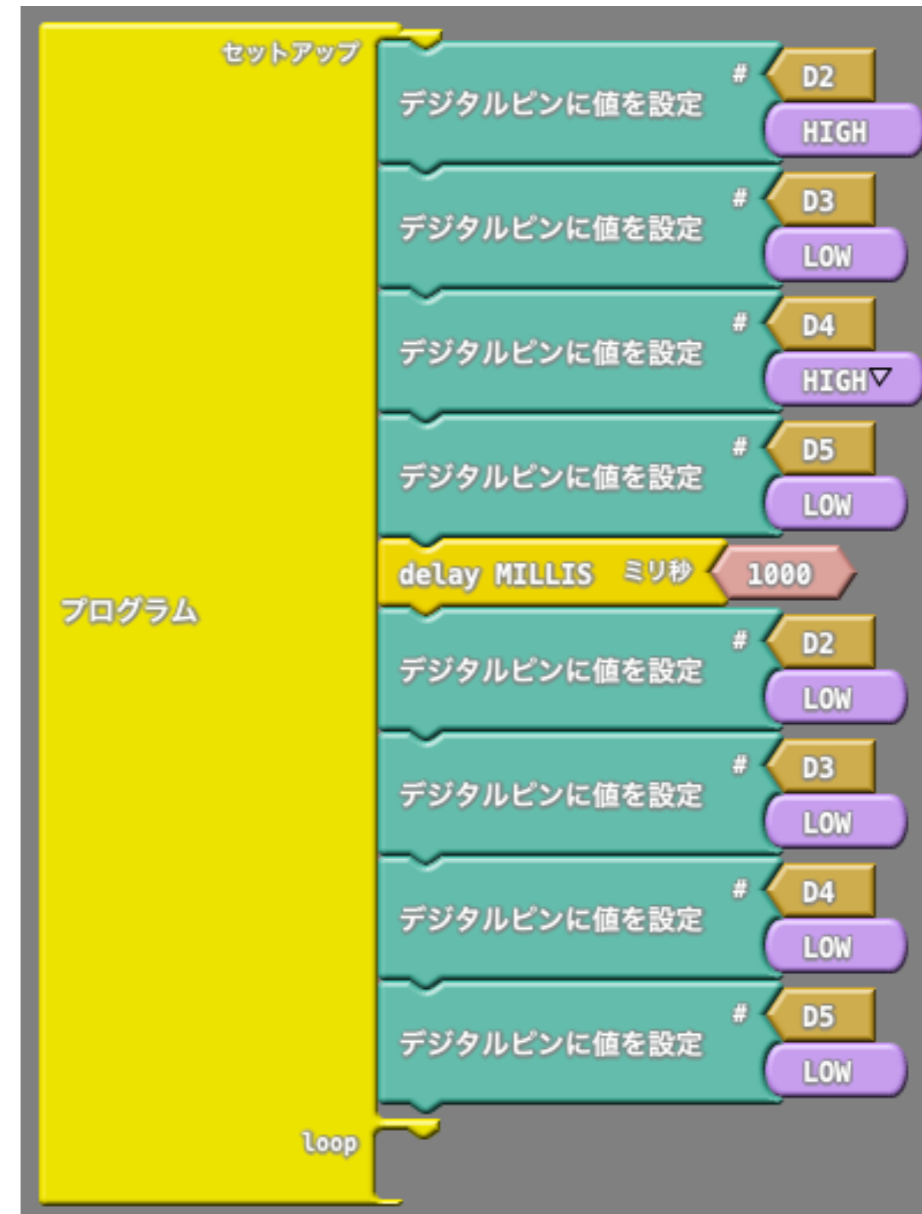 セットアップ
デジタルピンに値を設定 # D2
HIGH
デジタルピンに値を設定 # D3
LOW
デジタルピンに値を設定 # D4
HIGH▽
デジタルピンに値を設定 # D5
LOW
delay MILLIS ミリ秒 1000
プログラム
デジタルピンに値を設定 # D2
LOW
デジタルピンに値を設定 # D3
LOW
デジタルピンに値を設定 # D4
LOW
デジタルピンに値を設定 # D5
LOW
loop